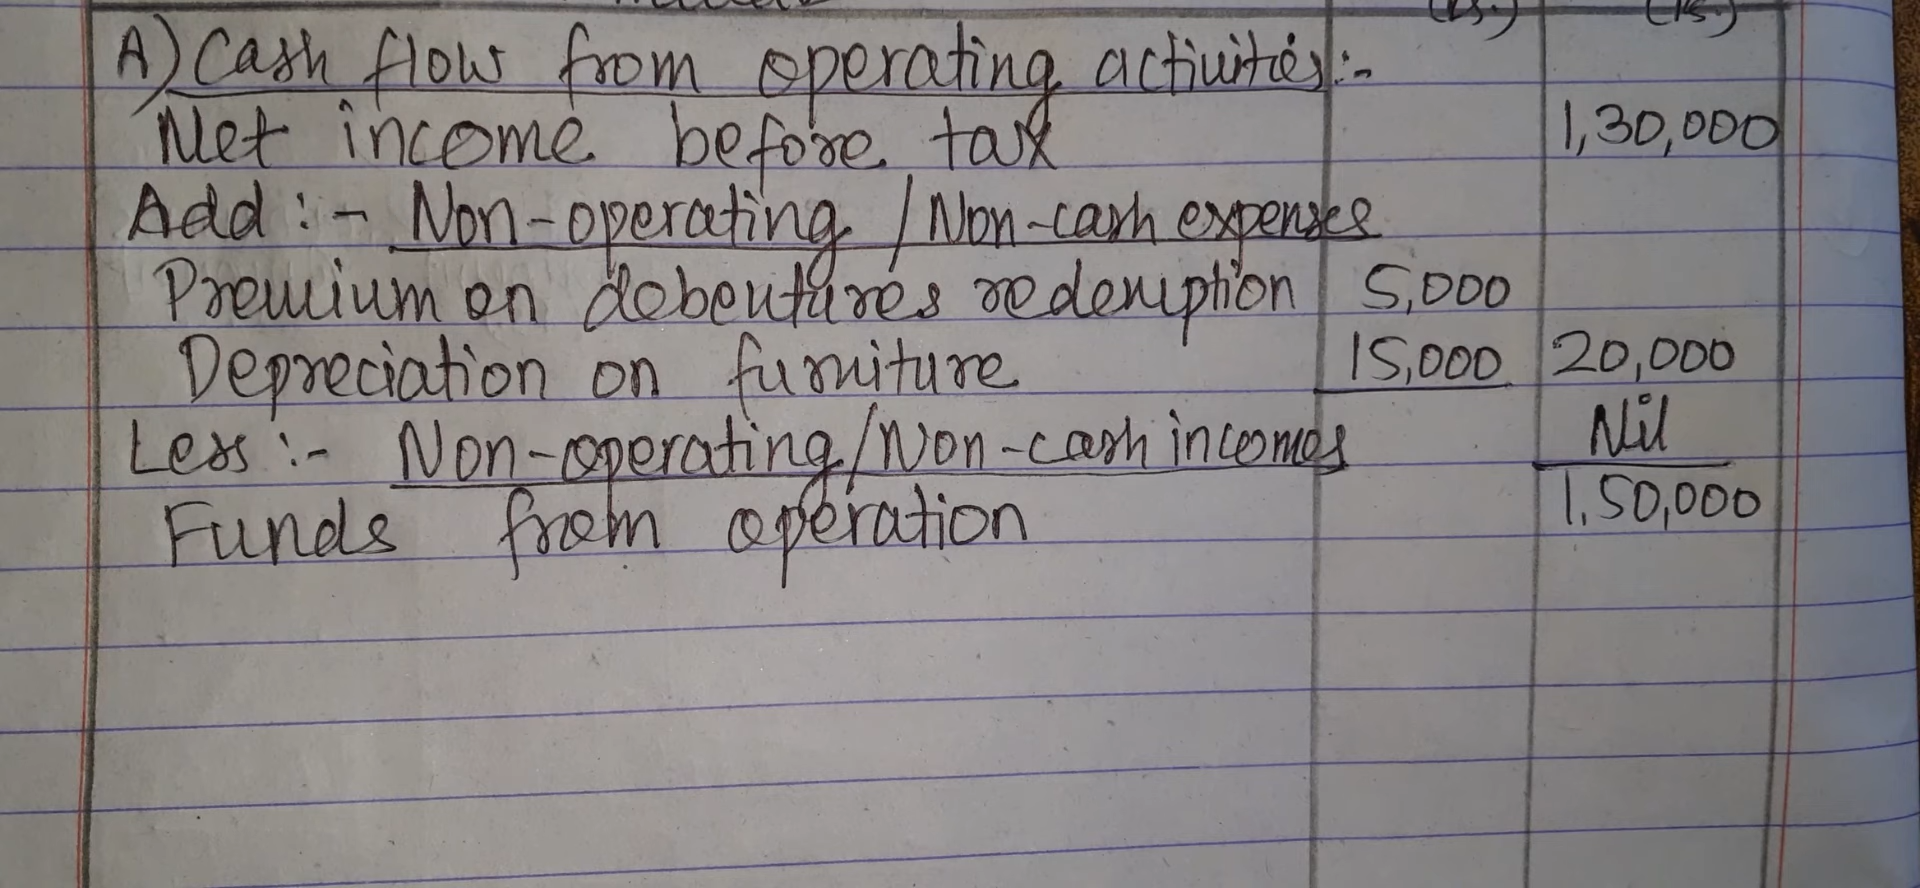 (Rs.) (Rs.)
A) Cash flow from operating activities:-
Net income before tax 1,30,000
Add :- Non-operating / Non-cash expenses
Premium on debentures redemption 5,000
Depreciation on furniture 15,000 20,000
Less :- Non-operating/Non-cash incomes Nil
Funds from operation 1,50,000